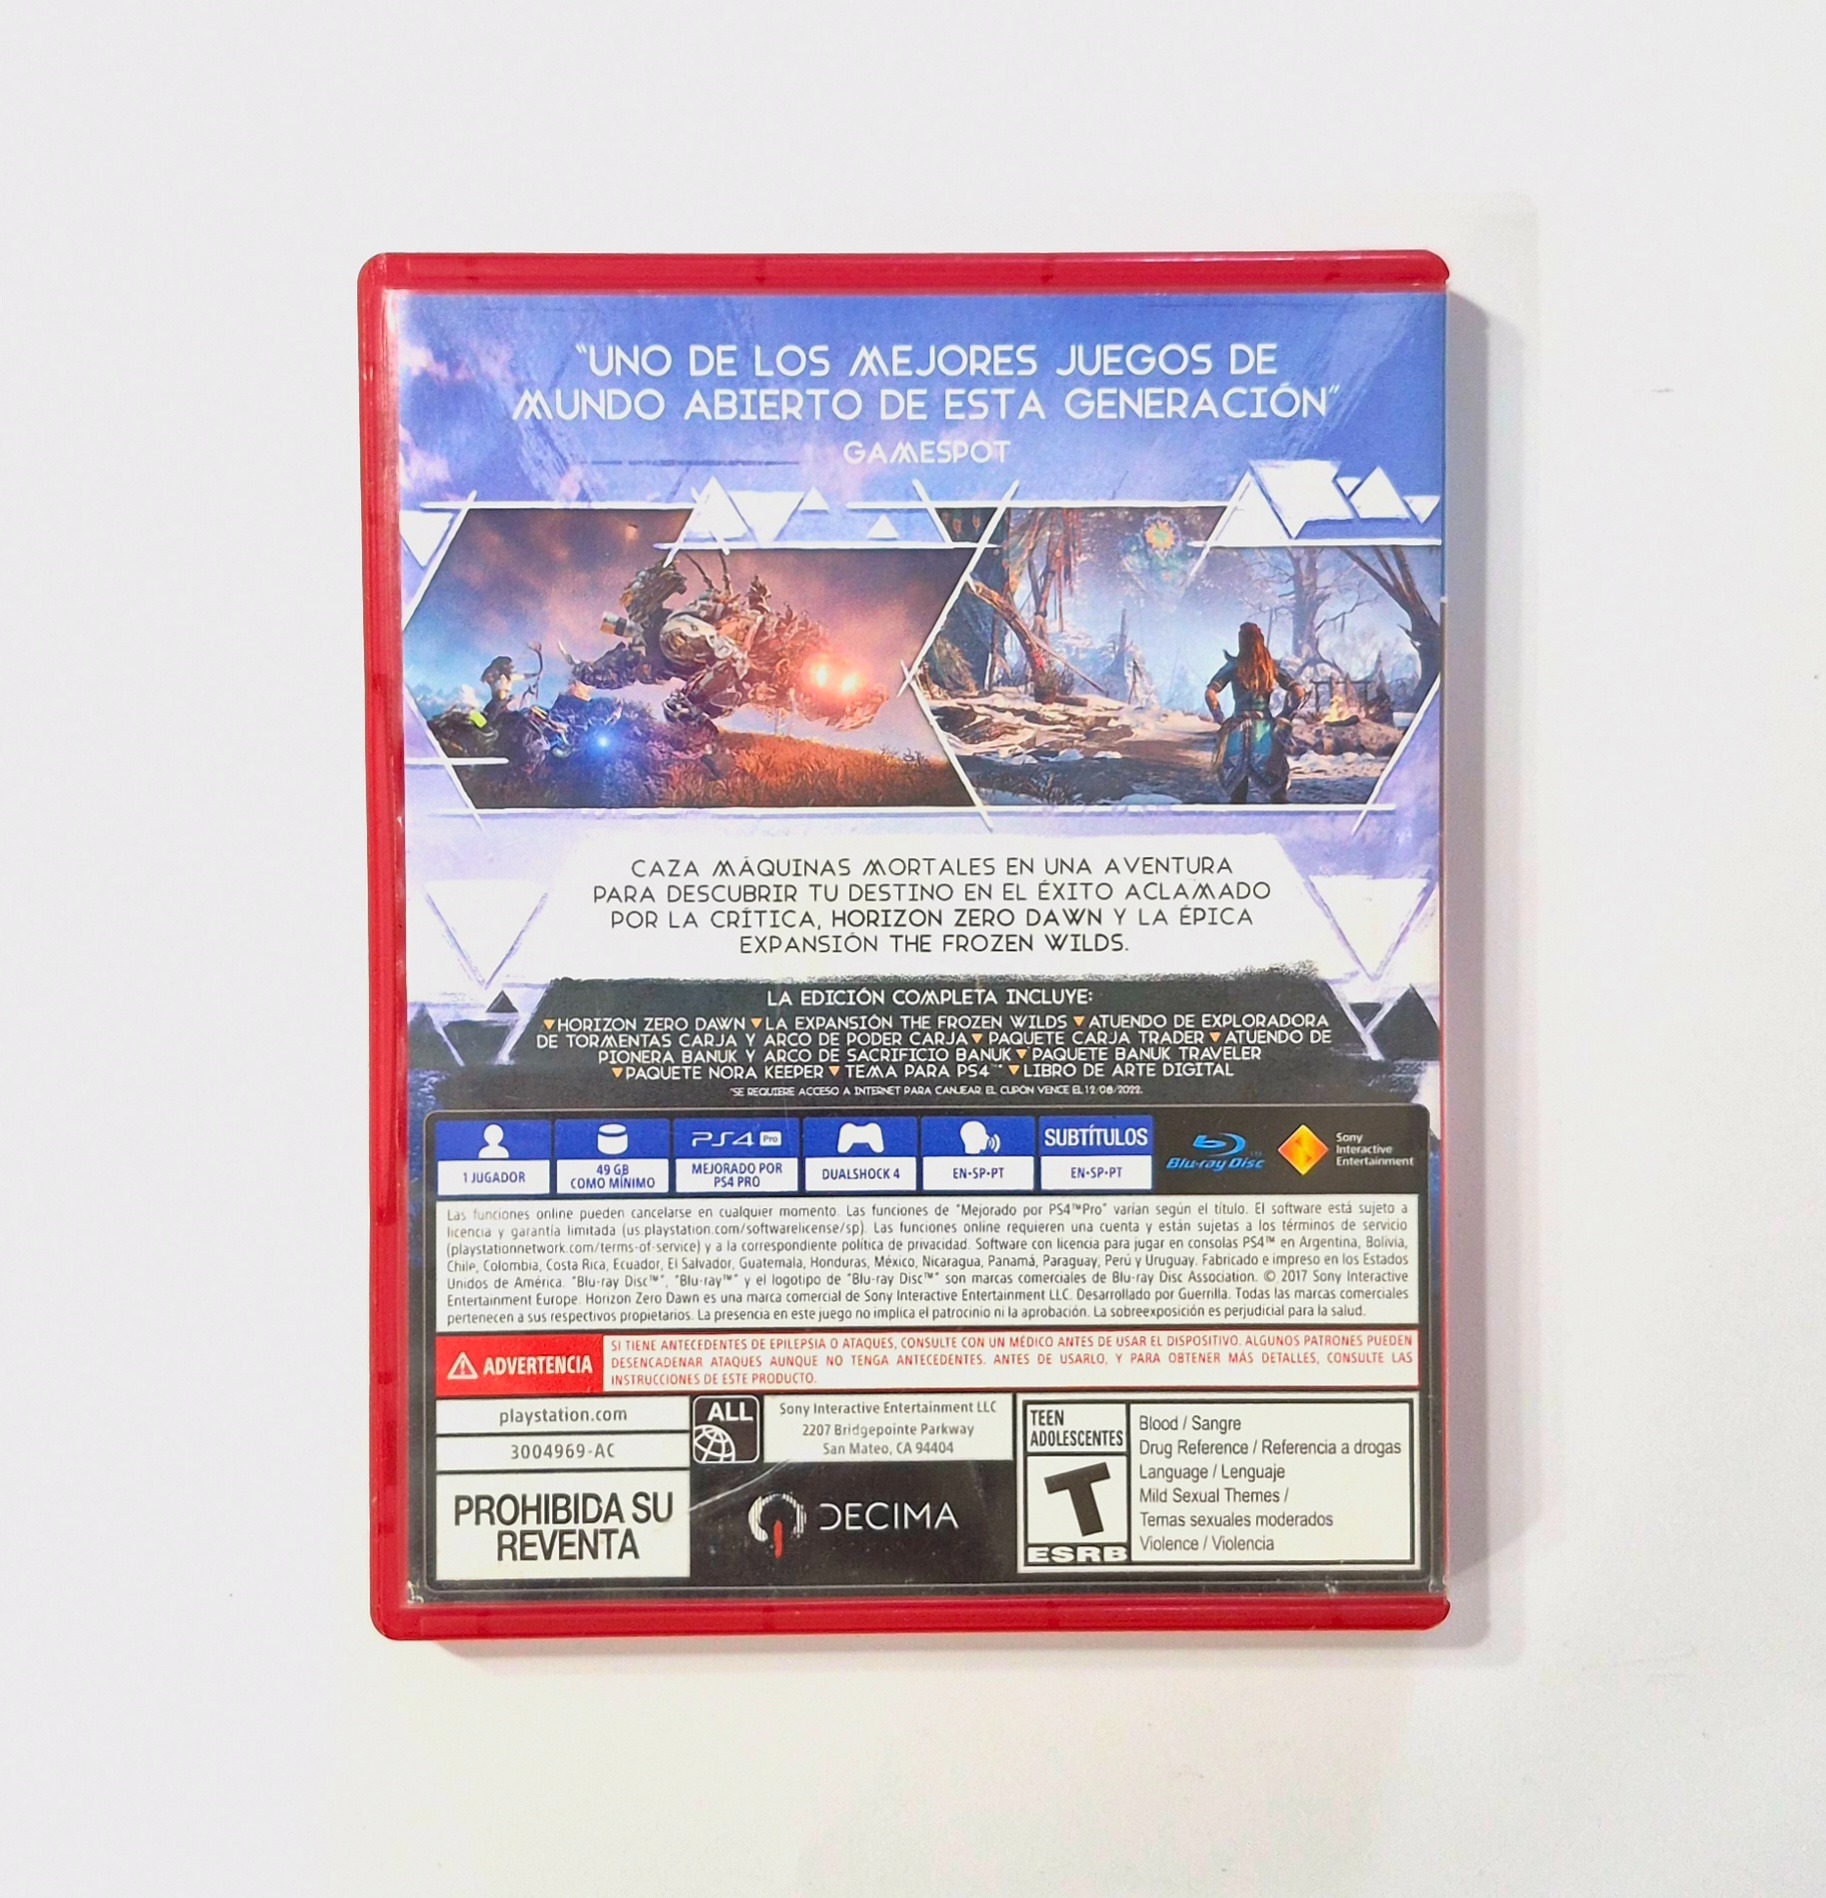 "UNO DE LOS MEJORES JUEGOS DE
MUNDO ABIERTO DE ESTA GENERACIÓN"
GAMESPOT
CAZA MÁQUINAS MORTALES EN UNA AVENTURA
PARA DESCUBRIR TU DESTINO EN EL ÉXITO ACLAMADO
POR LA CRÍTICA, HORIZON ZERO DAWN Y LA ÉPICA
EXPANSIÓN THE FROZEN WILDS.
LA EDICIÓN COMPLETA INCLUYE:
▼HORIZON ZERO DAWN ▼LA EXPANSIÓN THE FROZEN WILDS ▼ATUENDO DE EXPLORADORA
DE TORMENTAS CARJA Y ARCO DE PODER CARJA▼ PAQUETE CARJA TRADER▼ATUENDO DE
PIONERA BANUK Y ARCO DE SACRIFICIO BANUK▼PAQUETE BANUK TRAVELER
▼PAQUETE NORA KEEPER▼TEMA PARA PS4™* ▼LIBRO DE ARTE DIGITAL
*SE REQUIERE ACCESO A INTERNET PARA CANJEAR. EL CUPÓN VENCE EL 12/08/2022.
1 JUGADOR
49 GB
COMO MÍNIMO
PS4 Pro
MEJORADO POR
PS4 PRO
DUALSHOCK 4
EN•SP•PT
SUBTÍTULOS
EN•SP•PT
Blu-ray Disc
Sony
Interactive
Entertainment
Las funciones online pueden cancelarse en cualquier momento. Las funciones de "Mejorado por PS4™Pro" varían según el título. El software está sujeto a
licencia y garantía limitada (us.playstation.com/softwarelicense/sp). Las funciones online requieren una cuenta y están sujetas a los términos de servicio
(playstationnetwork.com/terms-of-service) y a la correspondiente política de privacidad. Software con licencia para jugar en consolas PS4™ en Argentina, Bolivia,
Chile, Colombia, Costa Rica, Ecuador, El Salvador, Guatemala, Honduras, México, Nicaragua, Panamá, Paraguay, Perú y Uruguay. Fabricado e impreso en los Estados
Unidos de América. "Blu-ray Disc™", "Blu-ray™" y el logotipo de "Blu-ray Disc™" son marcas comerciales de Blu-ray Disc Association. © 2017 Sony Interactive
Entertainment Europe. Horizon Zero Dawn es una marca comercial de Sony Interactive Entertainment LLC. Desarrollado por Guerrilla. Todas las marcas comerciales
pertenecen a sus respectivos propietarios. La presencia en este juego no implica el patrocinio ni la aprobación. La sobreexposición es perjudicial para la salud.
ADVERTENCIA
SI TIENE ANTECEDENTES DE EPILEPSIA O ATAQUES, CONSULTE CON UN MÉDICO ANTES DE USAR EL DISPOSITIVO. ALGUNOS PATRONES PUEDEN
DESENCADENAR ATAQUES AUNQUE NO TENGA ANTECEDENTES. ANTES DE USARLO, Y PARA OBTENER MÁS DETALLES, CONSULTE LAS
INSTRUCCIONES DE ESTE PRODUCTO.
playstation.com
3004969-AC
PROHIBIDA SU
REVENTA
ALL
Sony Interactive Entertainment LLC
2207 Bridgepointe Parkway
San Mateo, CA 94404
DECIMA
TEEN
ADOLESCENTES
T
ESRB
Blood / Sangre
Drug Reference / Referencia a drogas
Language / Lenguaje
Mild Sexual Themes /
Temas sexuales moderados
Violence / Violencia